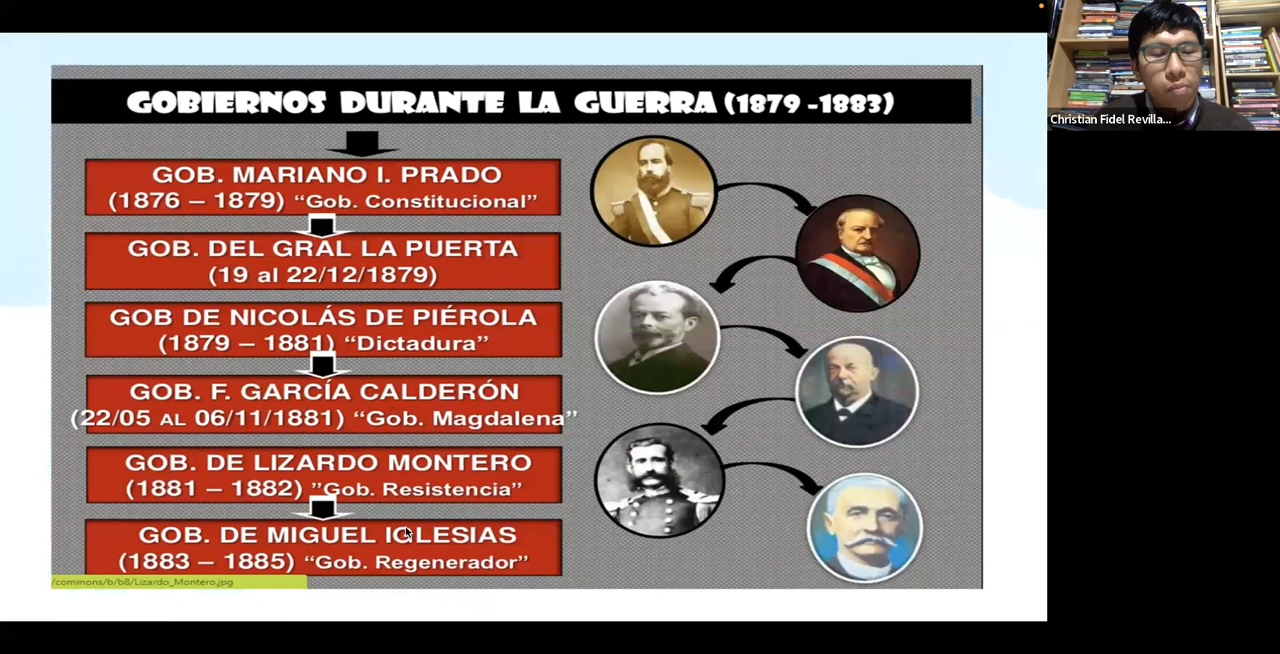 GOBIERNOS DURANTE LA GUERRA (1879 -1883)
GOB. MARIANO I. PRADO
(1876 – 1879) “Gob. Constitucional”
GOB. DEL GRAL LA PUERTA
(19 al 22/12/1879)
GOB DE NICOLÁS DE PIÉROLA
(1879 – 1881) “Dictadura”
GOB. F. GARCÍA CALDERÓN
(22/05 AL 06/11/1881) “Gob. Magdalena”
GOB. DE LIZARDO MONTERO
(1881 – 1882) ”Gob. Resistencia”
GOB. DE MIGUEL IGLESIAS
(1883 – 1885) “Gob. Regenerador”
/commons/b/b8/Lizardo_Montero.jpg
Christian Fidel Revilla...